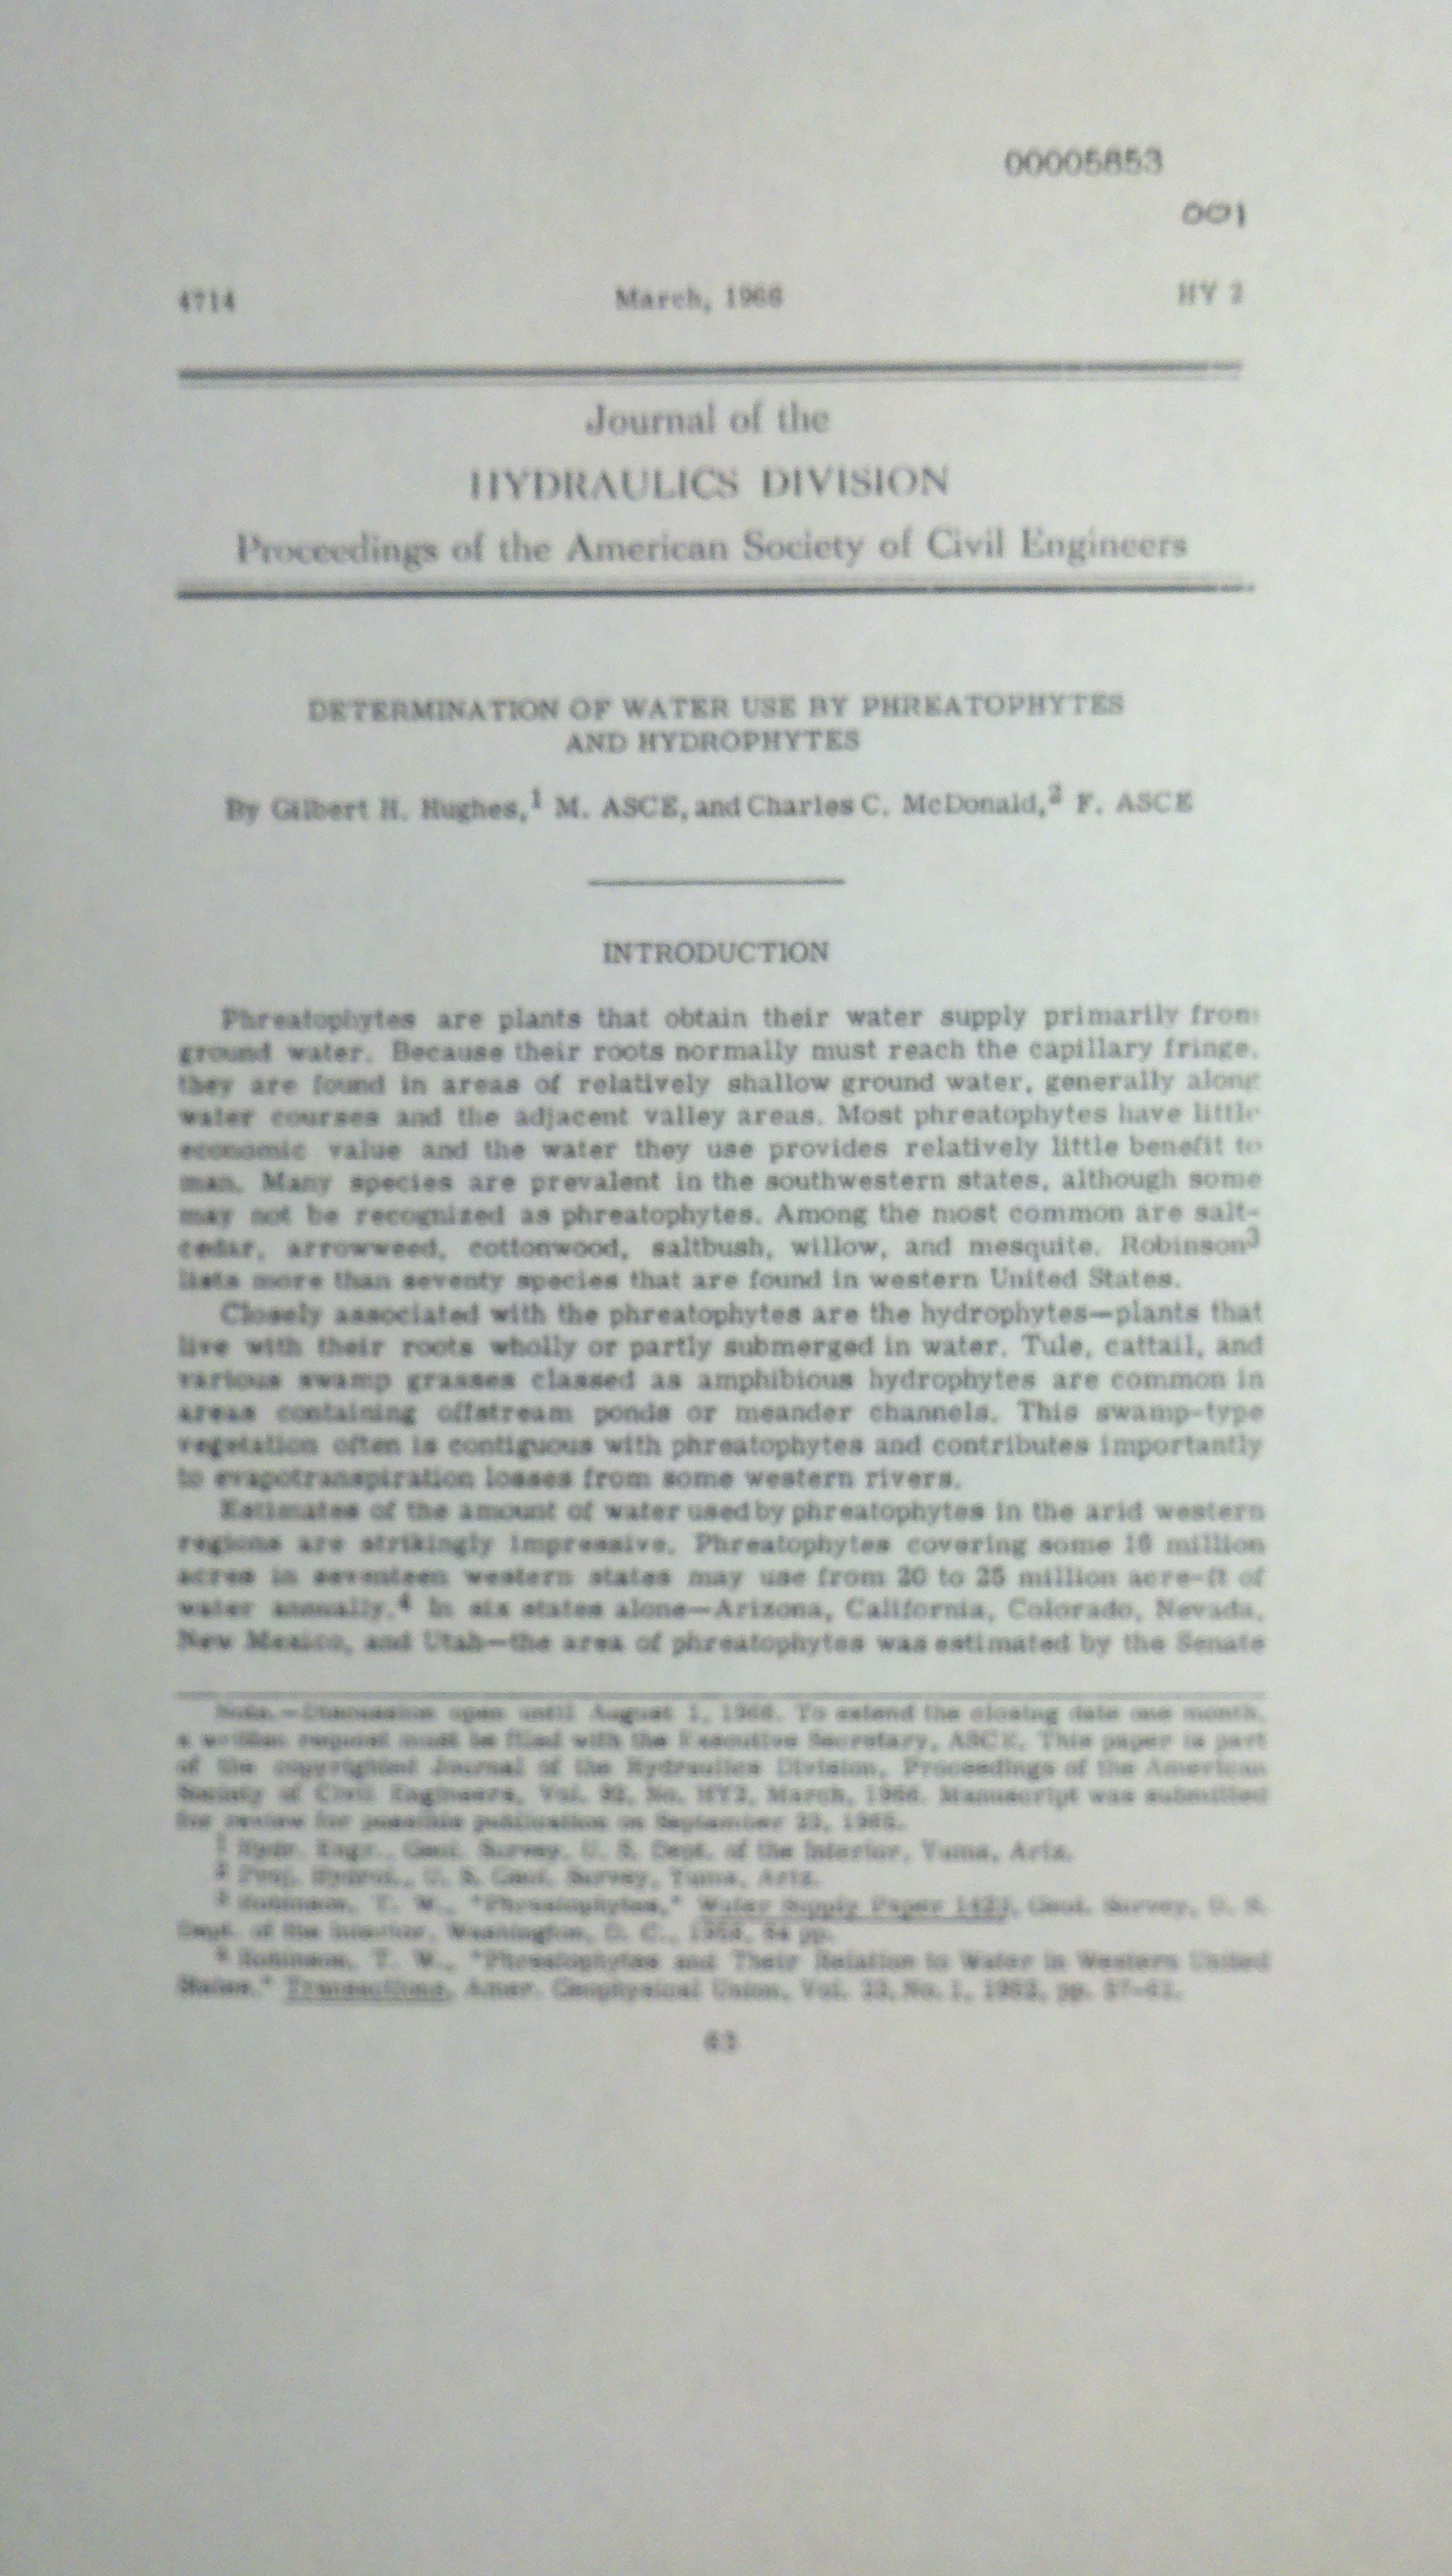 00005853
001
4714 March, 1966 HY 2
Journal of the
HYDRAULICS DIVISION
Proceedings of the American Society of Civil Engineers
DETERMINATION OF WATER USE BY PHREATOPHYTES
AND HYDROPHYTES
By Gilbert H. Hughes,1 M. ASCE, and Charles C. McDonald,2 F. ASCE
INTRODUCTION
Phreatophytes are plants that obtain their water supply primarily from
ground water. Because their roots normally must reach the capillary fringe,
they are found in areas of relatively shallow ground water, generally along
water courses and the adjacent valley areas. Most phreatophytes have little
economic value and the water they use provides relatively little benefit to
man. Many species are prevalent in the southwestern states, although some
may not be recognized as phreatophytes. Among the most common are salt-
cedar, arrowweed, cottonwood, saltbush, willow, and mesquite. Robinson3
lists more than seventy species that are found in western United States.
Closely associated with the phreatophytes are the hydrophytes—plants that
live with their roots wholly or partly submerged in water. Tule, cattail, and
various swamp grasses classed as amphibious hydrophytes are common in
areas containing offstream ponds or meander channels. This swamp-type
vegetation often is contiguous with phreatophytes and contributes importantly
to evapotranspiration losses from some western rivers.
Estimates of the amount of water used by phreatophytes in the arid western
regions are strikingly impressive. Phreatophytes covering some 16 million
acres in seventeen western states may use from 20 to 25 million acre-ft of
water annually.4 In six states alone—Arizona, California, Colorado, Nevada,
New Mexico, and Utah—the area of phreatophytes was estimated by the Senate
Note.—Discussion open until August 1, 1966. To extend the closing date one month,
a written request must be filed with the Executive Secretary, ASCE. This paper is part
of the copyrighted Journal of the Hydraulics Division, Proceedings of the American
Society of Civil Engineers, Vol. 92, No. HY2, March, 1966. Manuscript was submitted
for review for possible publication on September 23, 1965.
1 Hydr. Engr., Geol. Survey, U. S. Dept. of the Interior, Yuma, Ariz.
2 Proj. Hydrol., U. S. Geol. Survey, Yuma, Ariz.
3 Robinson, T. W., "Phreatophytes," Water Supply Paper 1423, Geol. Survey, U. S.
Dept. of the Interior, Washington, D. C., 1958, 84 pp.
4 Robinson, T. W., "Phreatophytes and Their Relation to Water in Western United
States," Transactions, Amer. Geophysical Union, Vol. 33, No. 1, 1952, pp. 57-61.